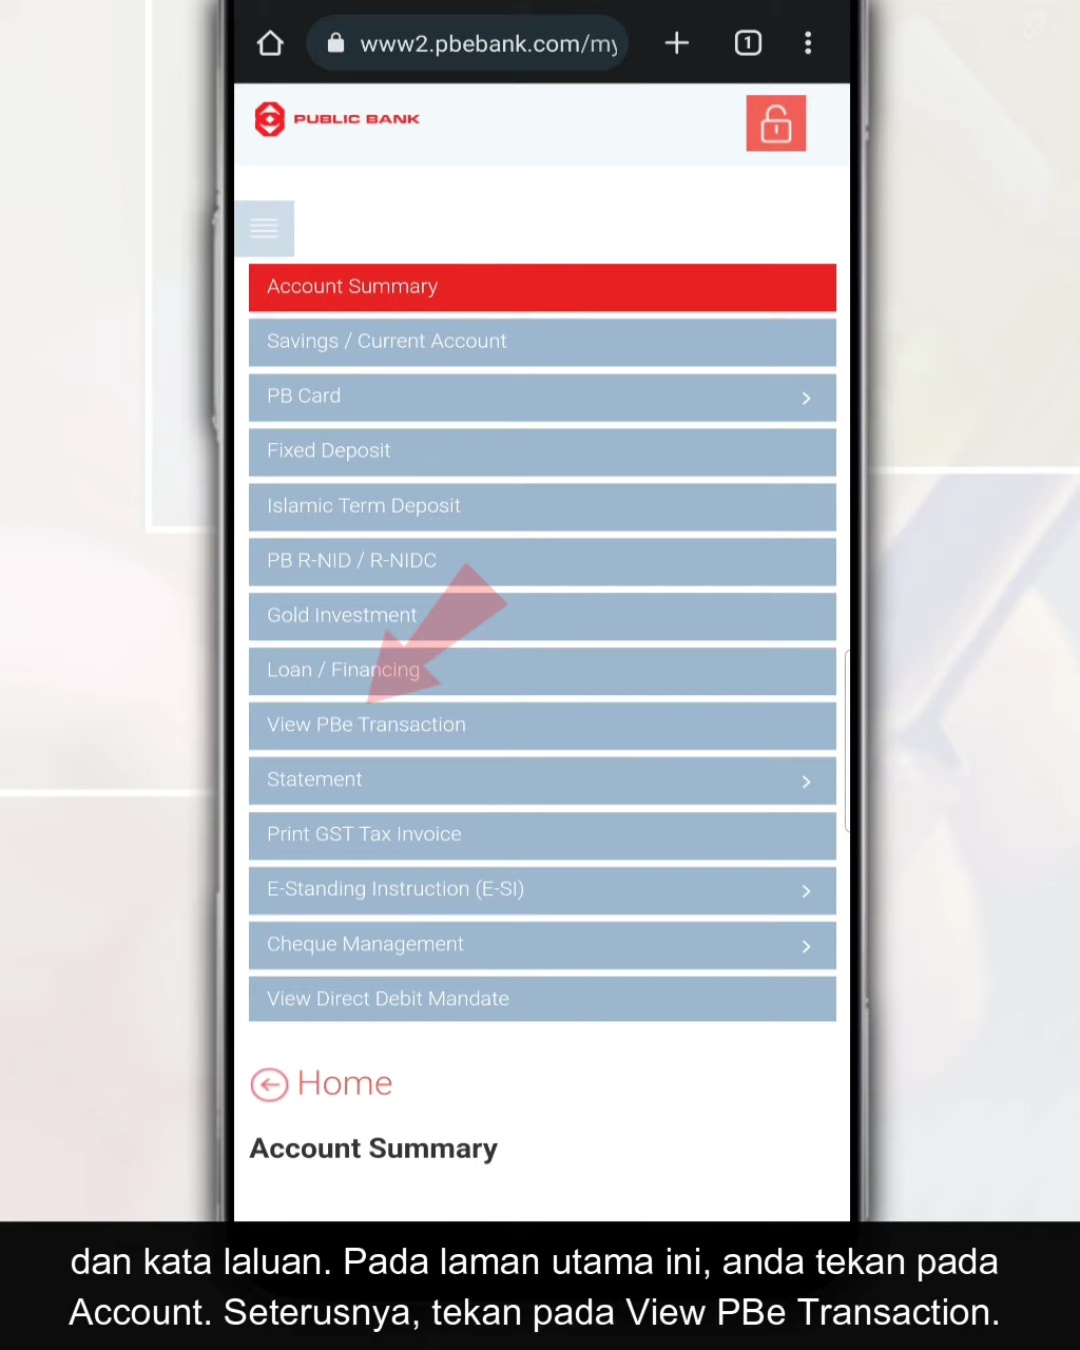 www2.pbebank.com/my
1
PUBLIC BANK
Account Summary
Savings / Current Account
PB Card
Fixed Deposit
Islamic Term Deposit
PB R-NID / R-NIDC
Gold Investment
Loan / Financing
View PBe Transaction
Statement
Print GST Tax Invoice
E-Standing Instruction (E-SI)
Cheque Management
View Direct Debit Mandate
Home
Account Summary
dan kata laluan. Pada laman utama ini, anda tekan pada
Account. Seterusnya, tekan pada View PBe Transaction.